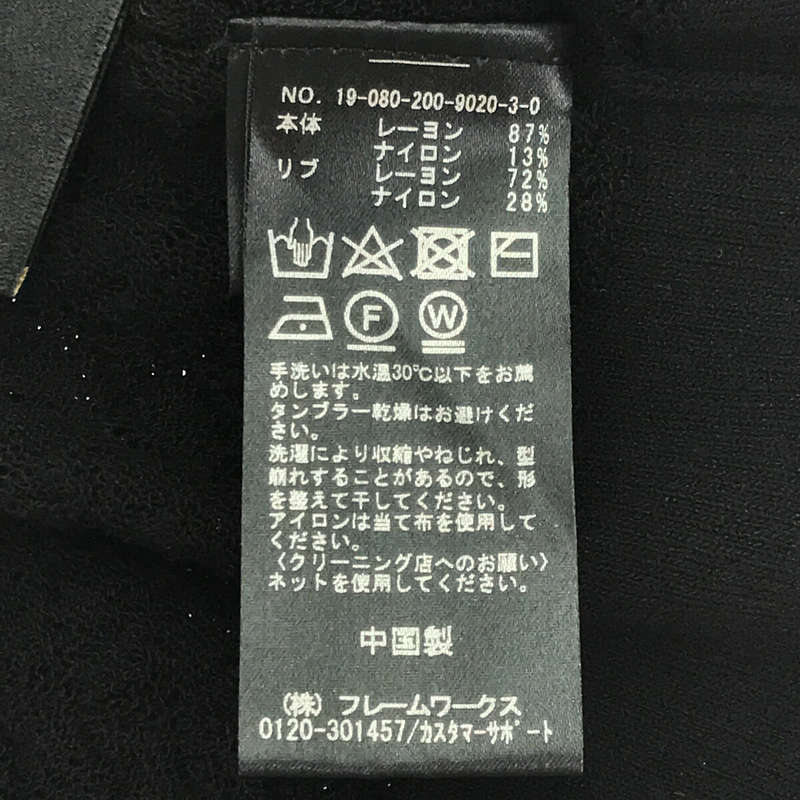 NO. 19-080-200-9020-3-0
本体 レーヨン 87%
ナイロン 13%
リブ レーヨン 72%
ナイロン 28%
F W
手洗いは水温30℃以下をお薦
めします。
タンブラー乾燥はお避けくだ
さい。
洗濯により収縮やねじれ、型
崩れすることがあるので、形
を整えて干してください。
アイロンは当て布を使用して
ください。
〈クリーニング店へのお願い〉
ネットを使用してください。
中国製
(株) フレームワークス
0120-301457/カスタマーサポート